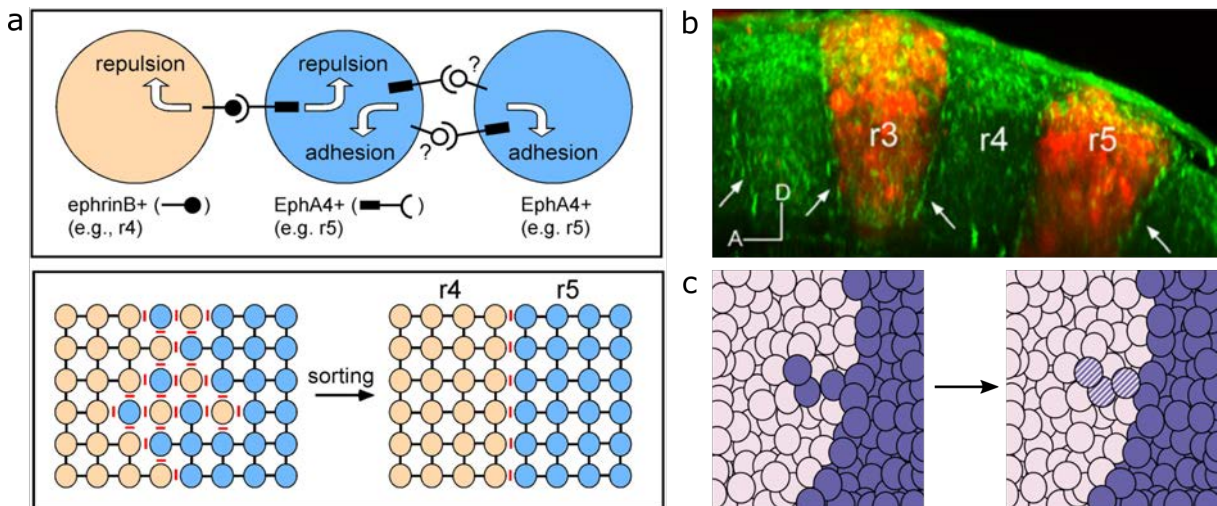 a
repulsion
repulsion
adhesion
?
?
adhesion
ephrinB+ ( )
(e.g., r4)
EphA4+ ( )
(e.g. r5)
EphA4+
(e.g. r5)
r4
r5
sorting
b
r3
r4
r5
D
A
c